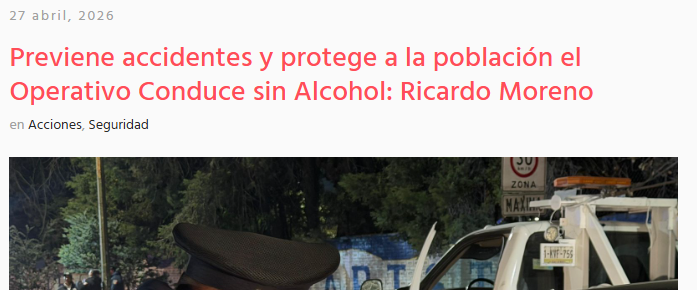 27 abril, 2026
Previene accidentes y protege a la población el
Operativo Conduce sin Alcohol: Ricardo Moreno
en Acciones, Seguridad
30
ZONA
MAXIMA